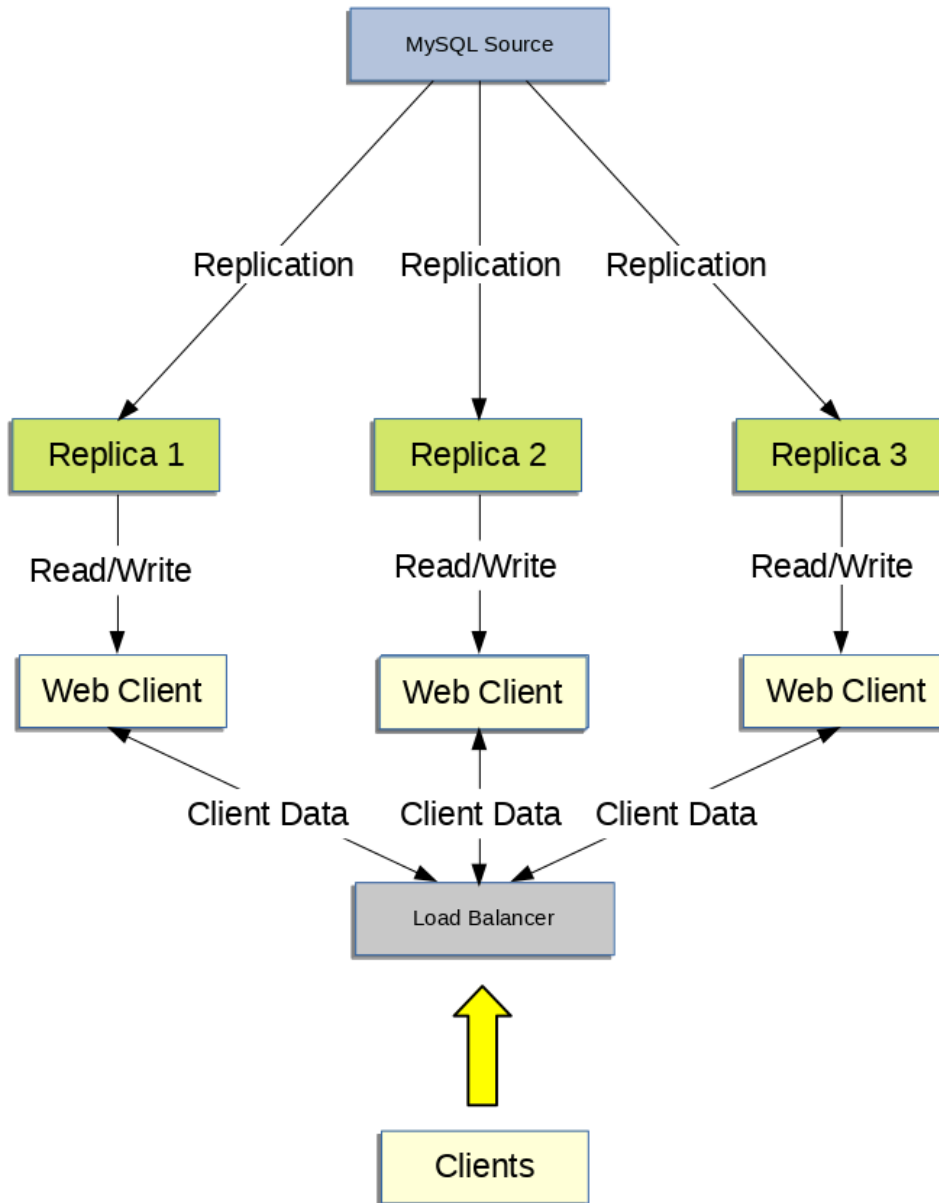 MySQL Source
Replication
Replication
Replication
Replica 1
Replica 2
Replica 3
Read/Write
Read/Write
Read/Write
Web Client
Web Client
Web Client
Client Data
Client Data
Client Data
Load Balancer
Clients